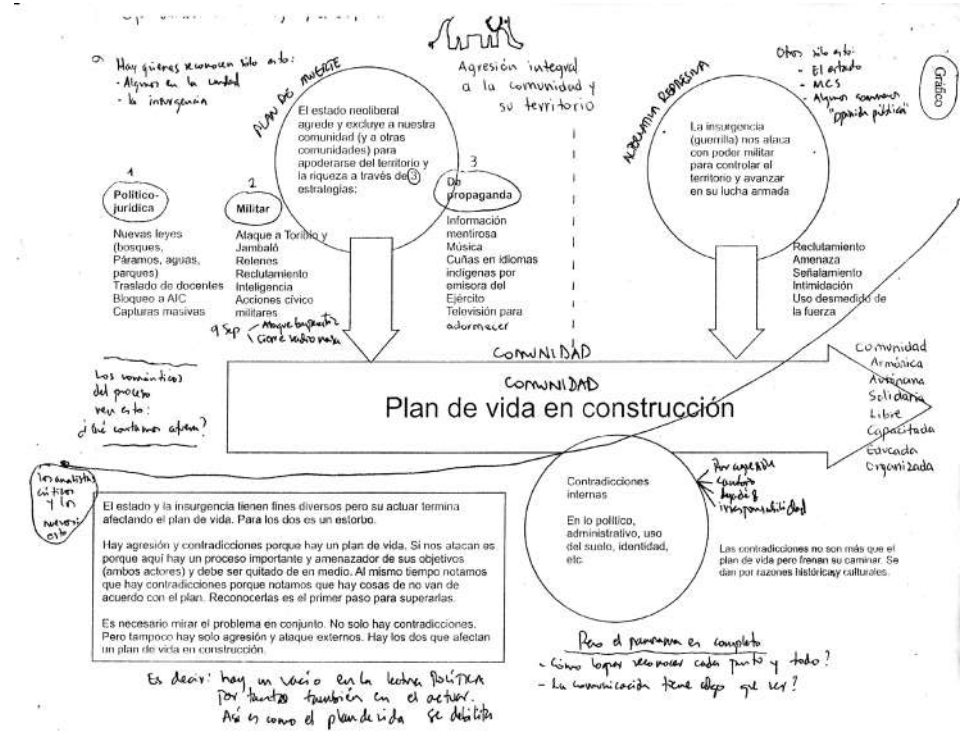 Hay quienes reconocen sólo esto:
- Algunos en la unidad
- la insurgencia
PLAN DE MUERTE
El estado neoliberal
agrede y excluye a nuestra
comunidad (y a otras
comunidades) para
apoderarse del territorio y
la riqueza a través de 3
estrategias:
Agresión integral
a la comunidad y
su territorio
ALTERNATIVA REPRESIVA
La insurgencia
(guerrilla) nos ataca
con poder militar
para controlar el
territorio y avanzar
en su lucha armada
Otros sólo esto:
- El estado
- MCS
- Algunos
"opinión pública"
Gráfico
1
Político-
jurídica
Nuevas leyes
(bosques,
Páramos, aguas,
parques)
Traslado de docentes
Bloqueo a AIC
Capturas masivas
2
Militar
Ataque a Toribío y
Jambaló
Retenes
Reclutamiento
Inteligencia
Acciones cívico
militares
9 Sep
3
De
propaganda
Información
mentirosa
Música
Cuñas en idiomas
indígenas por
emisora del
Ejército
Televisión para
adormecer
Reclutamiento
Amenaza
Señalamiento
Intimidación
Uso desmedido de
la fuerza
Los románticos
del proceso
ven esto:
¿Qué contamos afuera?
COMUNIDAD
COMUNIDAD
Plan de vida en construcción
Comunidad
Armónica
Autónoma
Solidaria
Libre
Capacitada
Educada
Organizada
los analistas
críticos
y los
esto
El estado y la insurgencia tienen fines diversos pero su actuar termina
afectando el plan de vida. Para los dos es un estorbo.
Hay agresión y contradicciones porque hay un plan de vida. Si nos atacan es
porque aquí hay un proceso importante y amenazador de sus objetivos
(ambos actores) y debe ser quitado de en medio. Al mismo tiempo notamos
que hay contradicciones porque notamos que hay cosas de no van de
acuerdo con el plan. Reconocerlas es el primer paso para superarlas.
Es necesario mirar el problema en conjunto. No solo hay contradicciones.
Pero tampoco hay solo agresión y ataque externos. Hay los dos que afectan
un plan de vida en construcción.
Contradicciones
internas
En lo político,
administrativo, uso
del suelo, identidad,
etc.
irresponsabilidad
Las contradicciones no son más que el
plan de vida pero frenan su caminar. Se
dan por razones históricas y culturales.
Pero el panorama es completo
- Cómo lograr reconocer cada punto y todo?
- La comunicación tiene algo que ver?
Es decir: hay un vacío en la lectura POLÍTICA
Por tanto también en el actuar.
Así es como el plan de vida se debilita